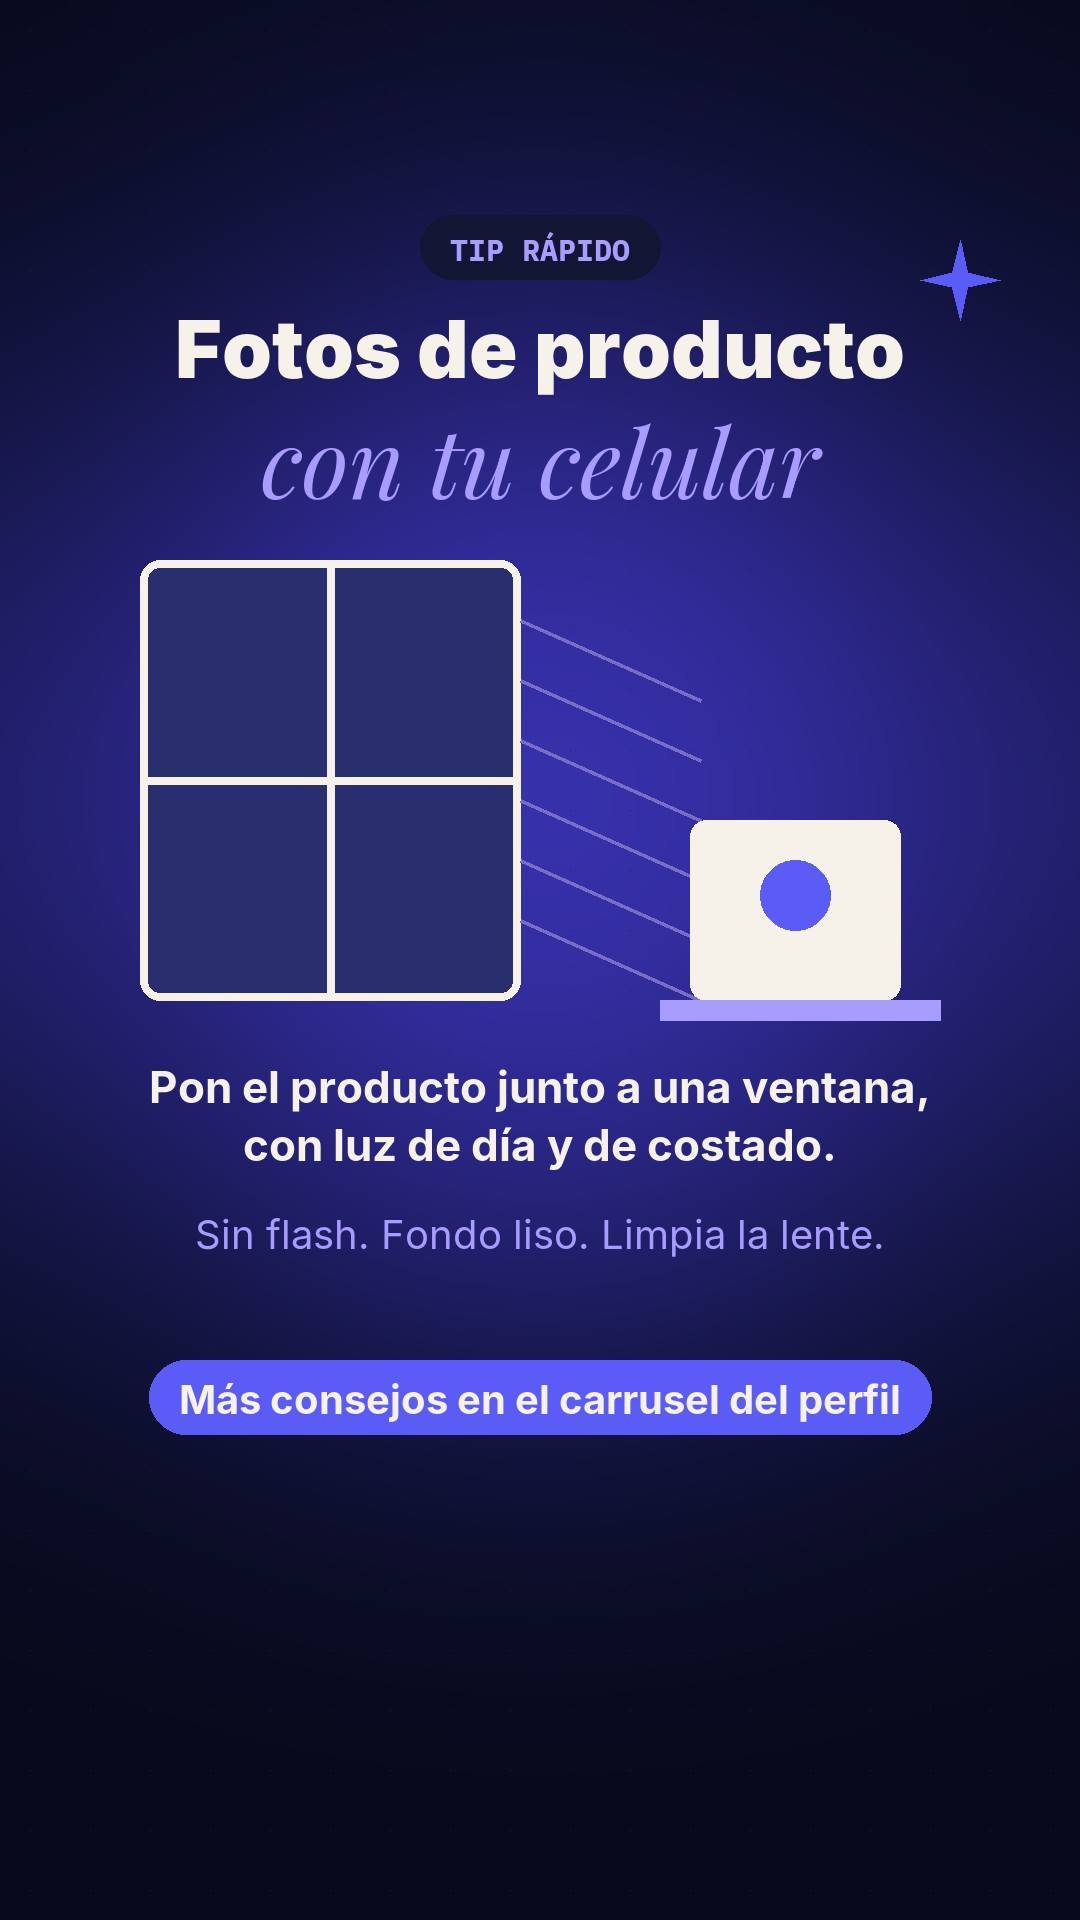 TIP RÁPIDO
Fotos de producto
con tu celular
Pon el producto junto a una ventana,
con luz de día y de costado.
Sin flash. Fondo liso. Limpia la lente.
Más consejos en el carrusel del perfil